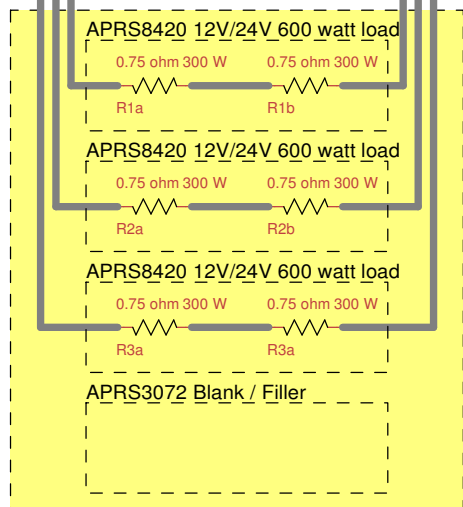 APRS8420 12V/24V 600 watt load
0.75 ohm 300 W 0.75 ohm 300 W
R1a R1b
APRS8420 12V/24V 600 watt load
0.75 ohm 300 W 0.75 ohm 300 W
R2a R2b
APRS8420 12V/24V 600 watt load
0.75 ohm 300 W 0.75 ohm 300 W
R3a R3a
APRS3072 Blank / Filler